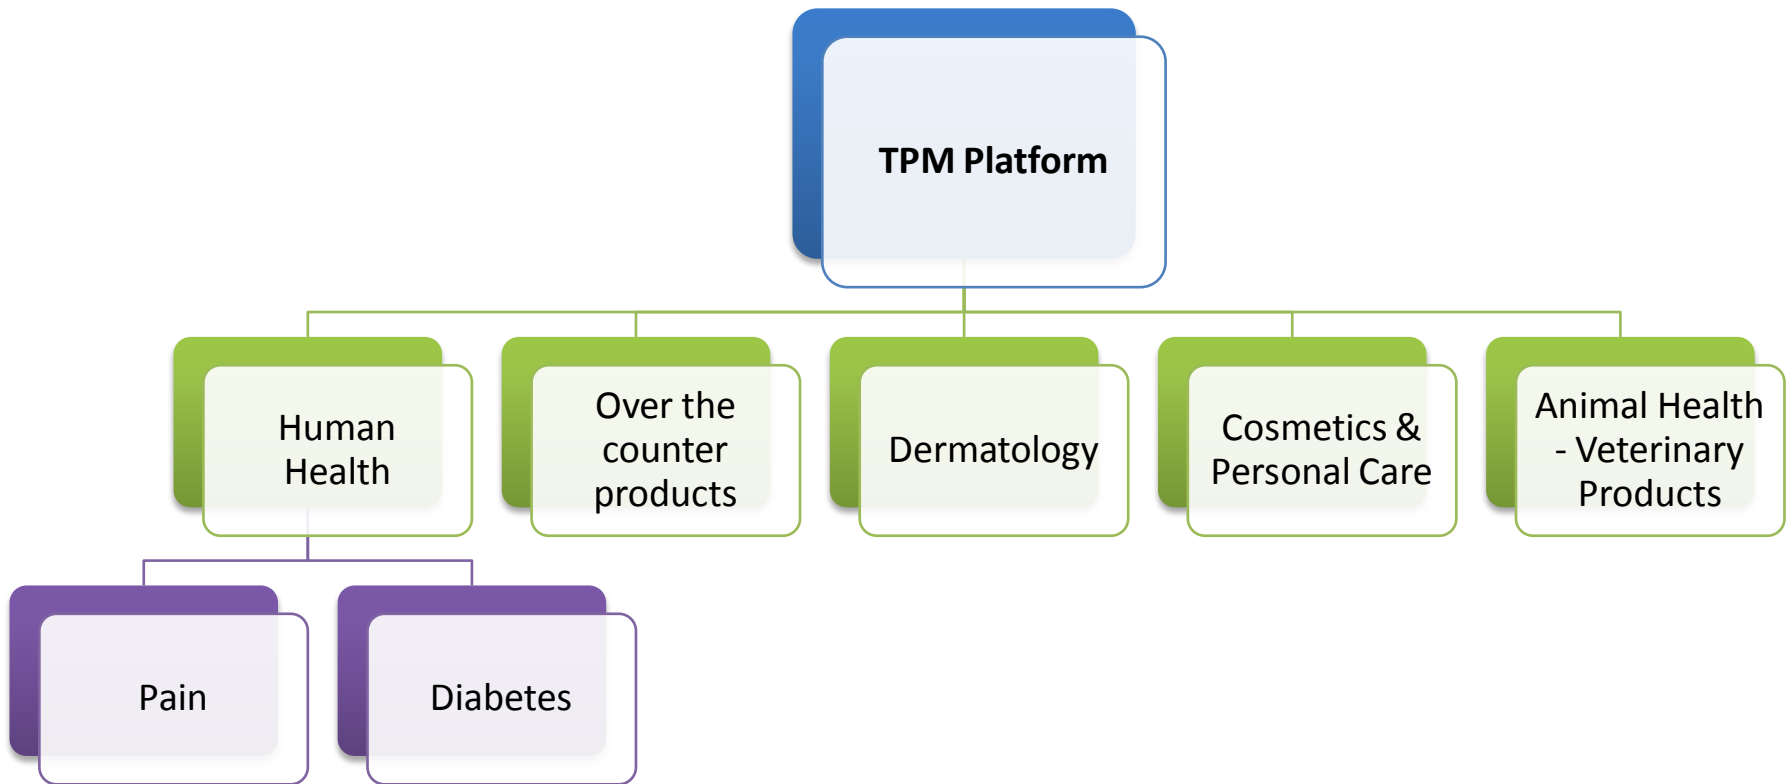 TPM Platform
Human
Health
Over the
counter
products
Dermatology
Cosmetics &
Personal Care
Animal Health
- Veterinary
Products
Pain
Diabetes